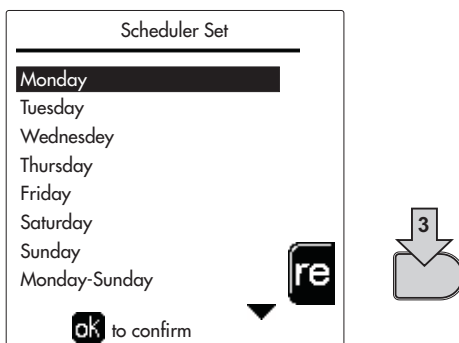 Scheduler Set
Monday
Tuesday
Wednesdey
Thursday
Friday
Saturday
Sunday
Monday-Sunday
re
ok to confirm
3